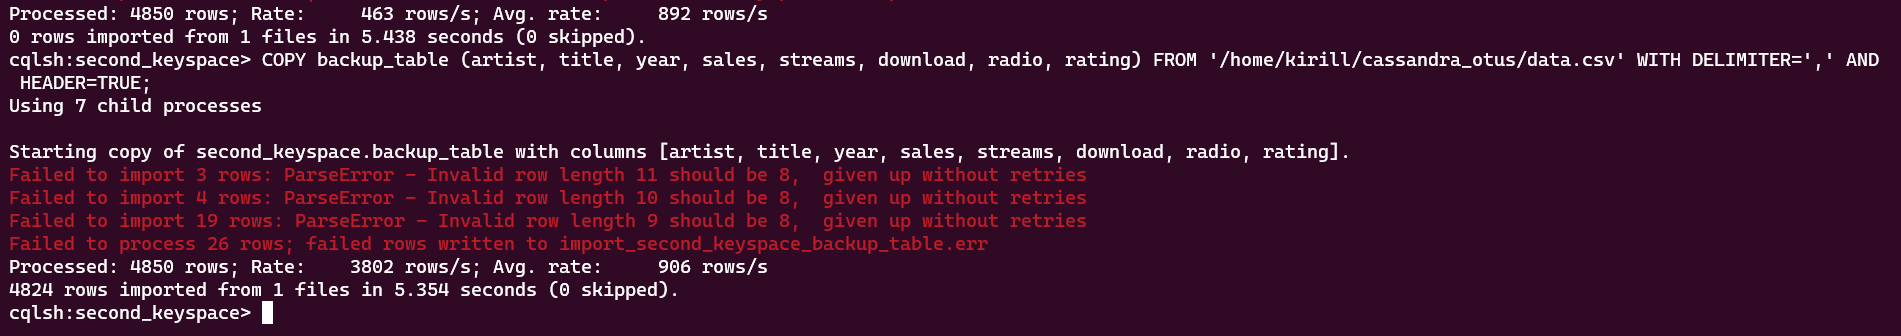 Processed: 4850 rows; Rate:     463 rows/s; Avg. rate:     892 rows/s
0 rows imported from 1 files in 5.438 seconds (0 skipped).
cqlsh:second_keyspace> COPY backup_table (artist, title, year, sales, streams, download, radio, rating) FROM '/home/kirill/cassandra_otus/data.csv' WITH DELIMITER=',' AND
 HEADER=TRUE;
Using 7 child processes

Starting copy of second_keyspace.backup_table with columns [artist, title, year, sales, streams, download, radio, rating].
Failed to import 3 rows: ParseError - Invalid row length 11 should be 8,  given up without retries
Failed to import 4 rows: ParseError - Invalid row length 10 should be 8,  given up without retries
Failed to import 19 rows: ParseError - Invalid row length 9 should be 8,  given up without retries
Failed to process 26 rows; failed rows written to import_second_keyspace_backup_table.err
Processed: 4850 rows; Rate:    3802 rows/s; Avg. rate:     906 rows/s
4824 rows imported from 1 files in 5.354 seconds (0 skipped).
cqlsh:second_keyspace>